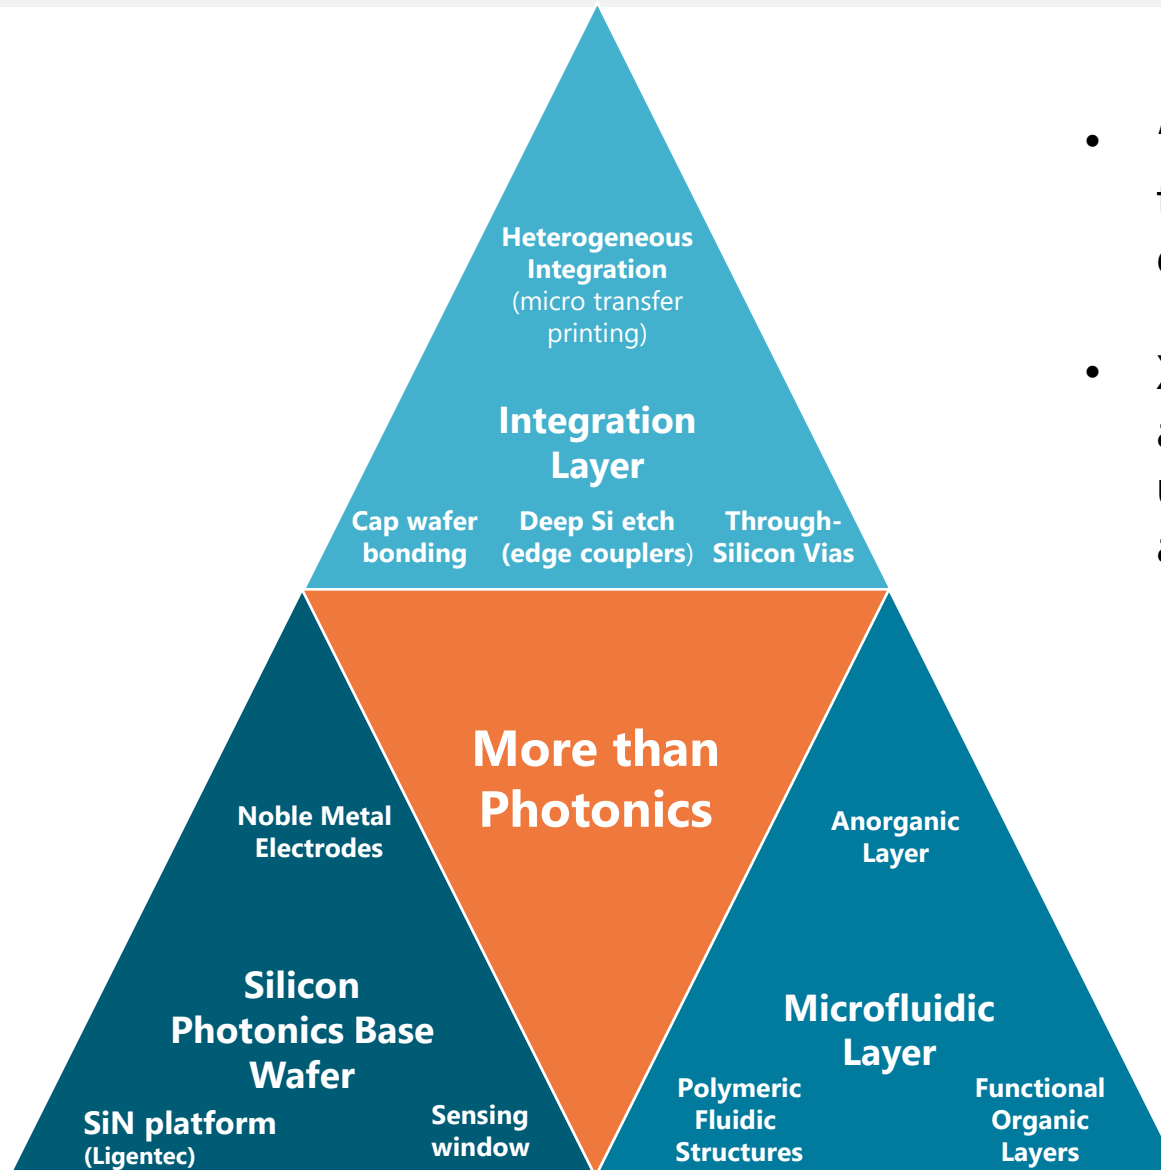 Heterogeneous
Integration
(micro transfer
printing)
Integration
Layer
Cap wafer
bonding
Deep Si etch
(edge couplers)
Through-
Silicon Vias
More than
Photonics
Noble Metal
Electrodes
Silicon
Photonics Base
Wafer
SiN platform
(Ligentec)
Sensing
window
Anorganic
Layer
Microfluidic
Layer
Polymeric
Fluidic
Structures
Functional
Organic
Layers